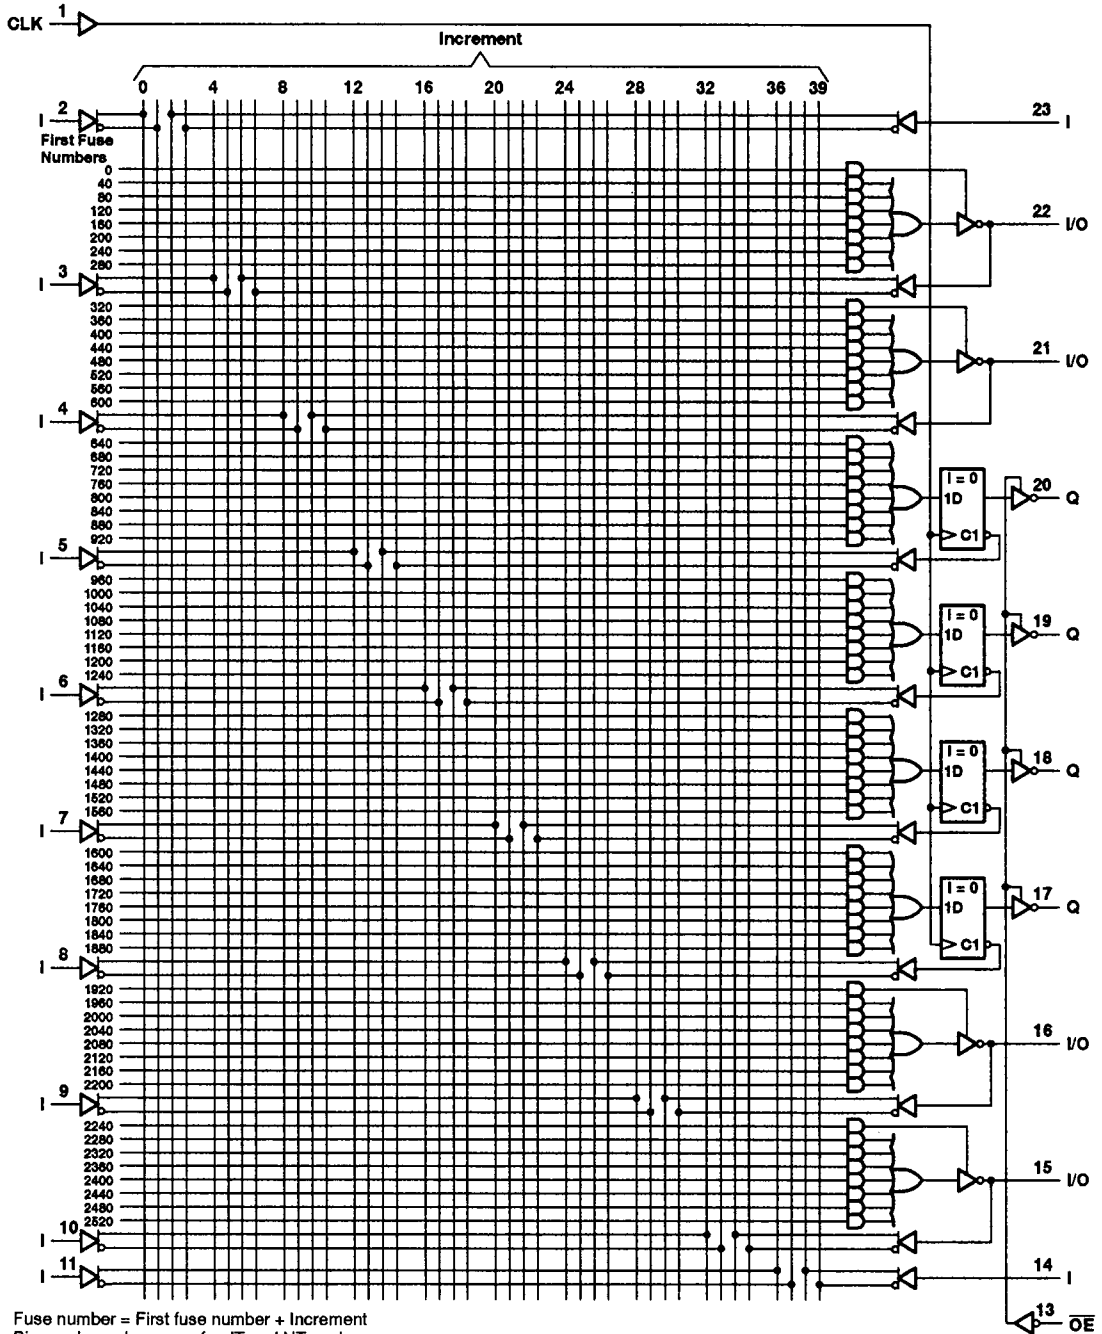 CLK 1
Increment
0 4 8 12 16 20 24 28 32 36 39
I 2 23 I
First Fuse
Numbers
0
40
80
120
160 22 I/O
200
240
280
I 3
320
360
400
440
480 21 I/O
520
560
600
I 4
640
680
720
760 I = 0
800 1D 20 Q
840
880
920 C1
I 5
960
1000
1040 I = 0
1080
1120 1D 19 Q
1160
1200
1240 C1
I 6
1280
1320
1360 I = 0
1400
1440 1D 18 Q
1480
1520
1560 C1
I 7
1600
1640
1680 I = 0
1720
1760 1D 17 Q
1800
1840
1880 C1
I 8
1920
1960
2000
2040
2080 16 I/O
2120
2160
2200
I 9
2240
2280
2320
2360
2400 15 I/O
2440
2480
2520
I 10
I 11 14 I
13 OE
Fuse number = First fuse number + Increment